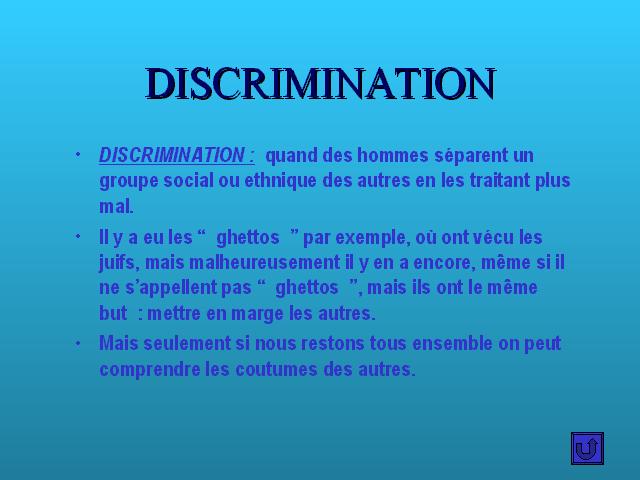 DISCRIMINATION
• DISCRIMINATION : quand des hommes séparent un
groupe social ou ethnique des autres en les traitant plus
mal.
• Il y a eu les “ ghettos ” par exemple, où ont vécu les
juifs, mais malheureusement il y en a encore, même si il
ne s’appellent pas “ ghettos ”, mais ils ont le même
but : mettre en marge les autres.
• Mais seulement si nous restons tous ensemble on peut
comprendre les coutumes des autres.